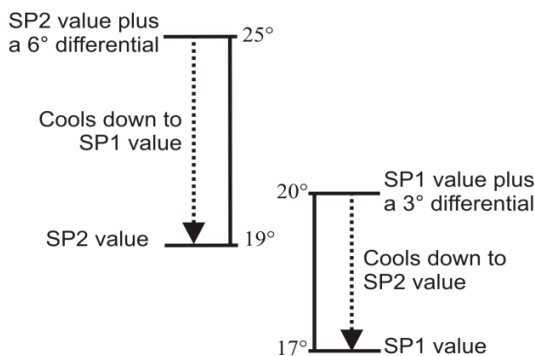 SP2 value plus
a 6° differential
25°
Cools down to
SP1 value
SP2 value
19°
20°
SP1 value plus
a 3° differential
Cools down to
SP2 value
17°
SP1 value